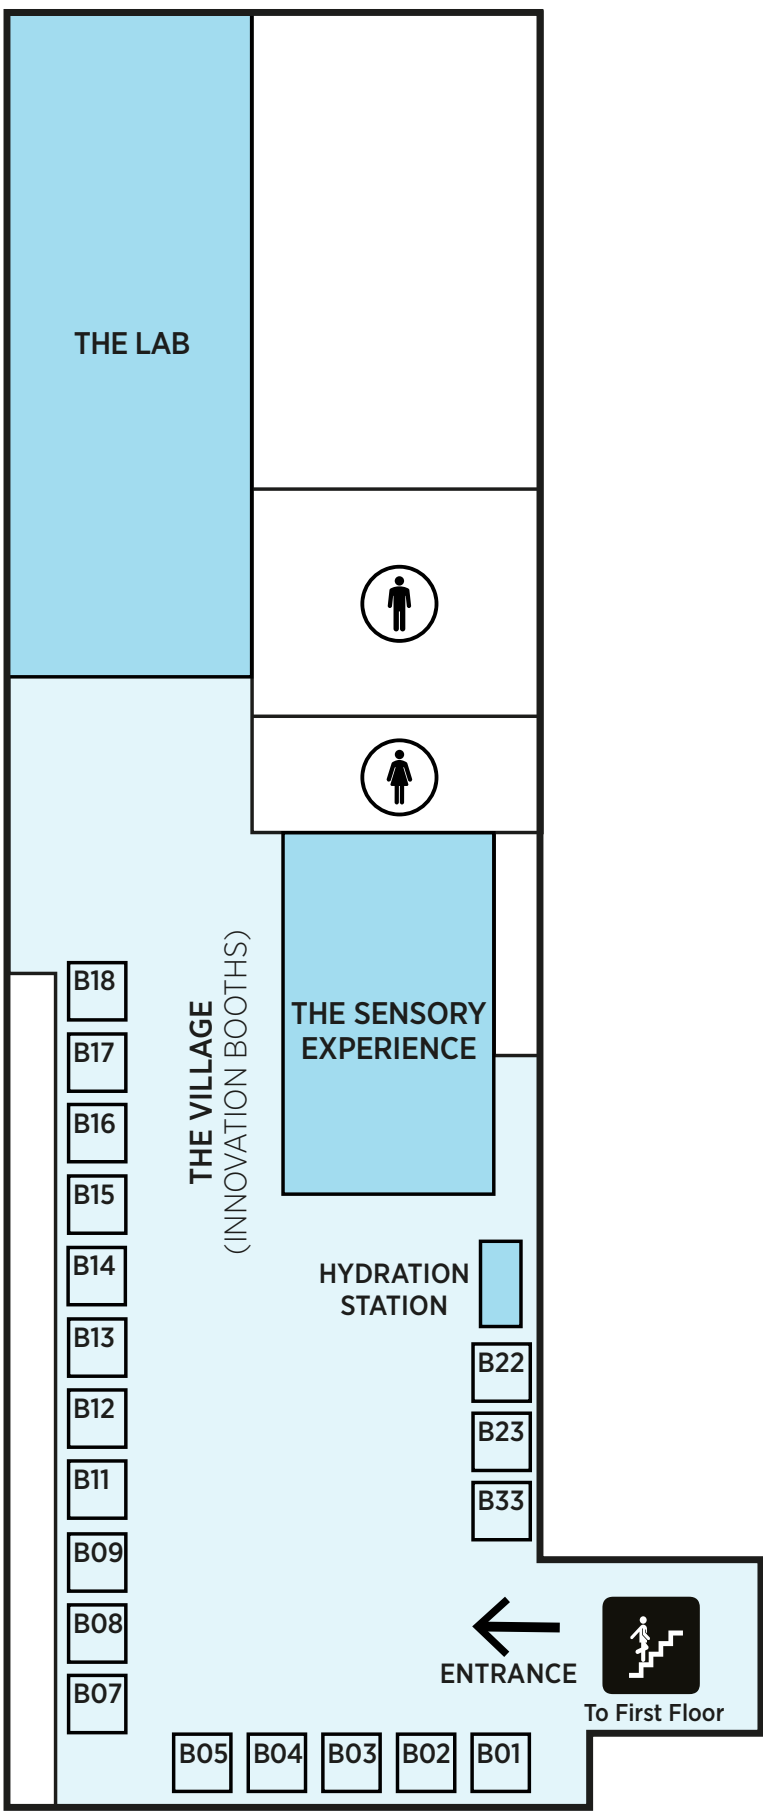 THE LAB
THE VILLAGE
(INNOVATION BOOTHS)
THE SENSORY
EXPERIENCE
B18
B17
B16
B15
B14
B13
B12
B11
B09
B08
B07
HYDRATION
STATION
B22
B23
B33
ENTRANCE
To First Floor
B05
B04
B03
B02
B01